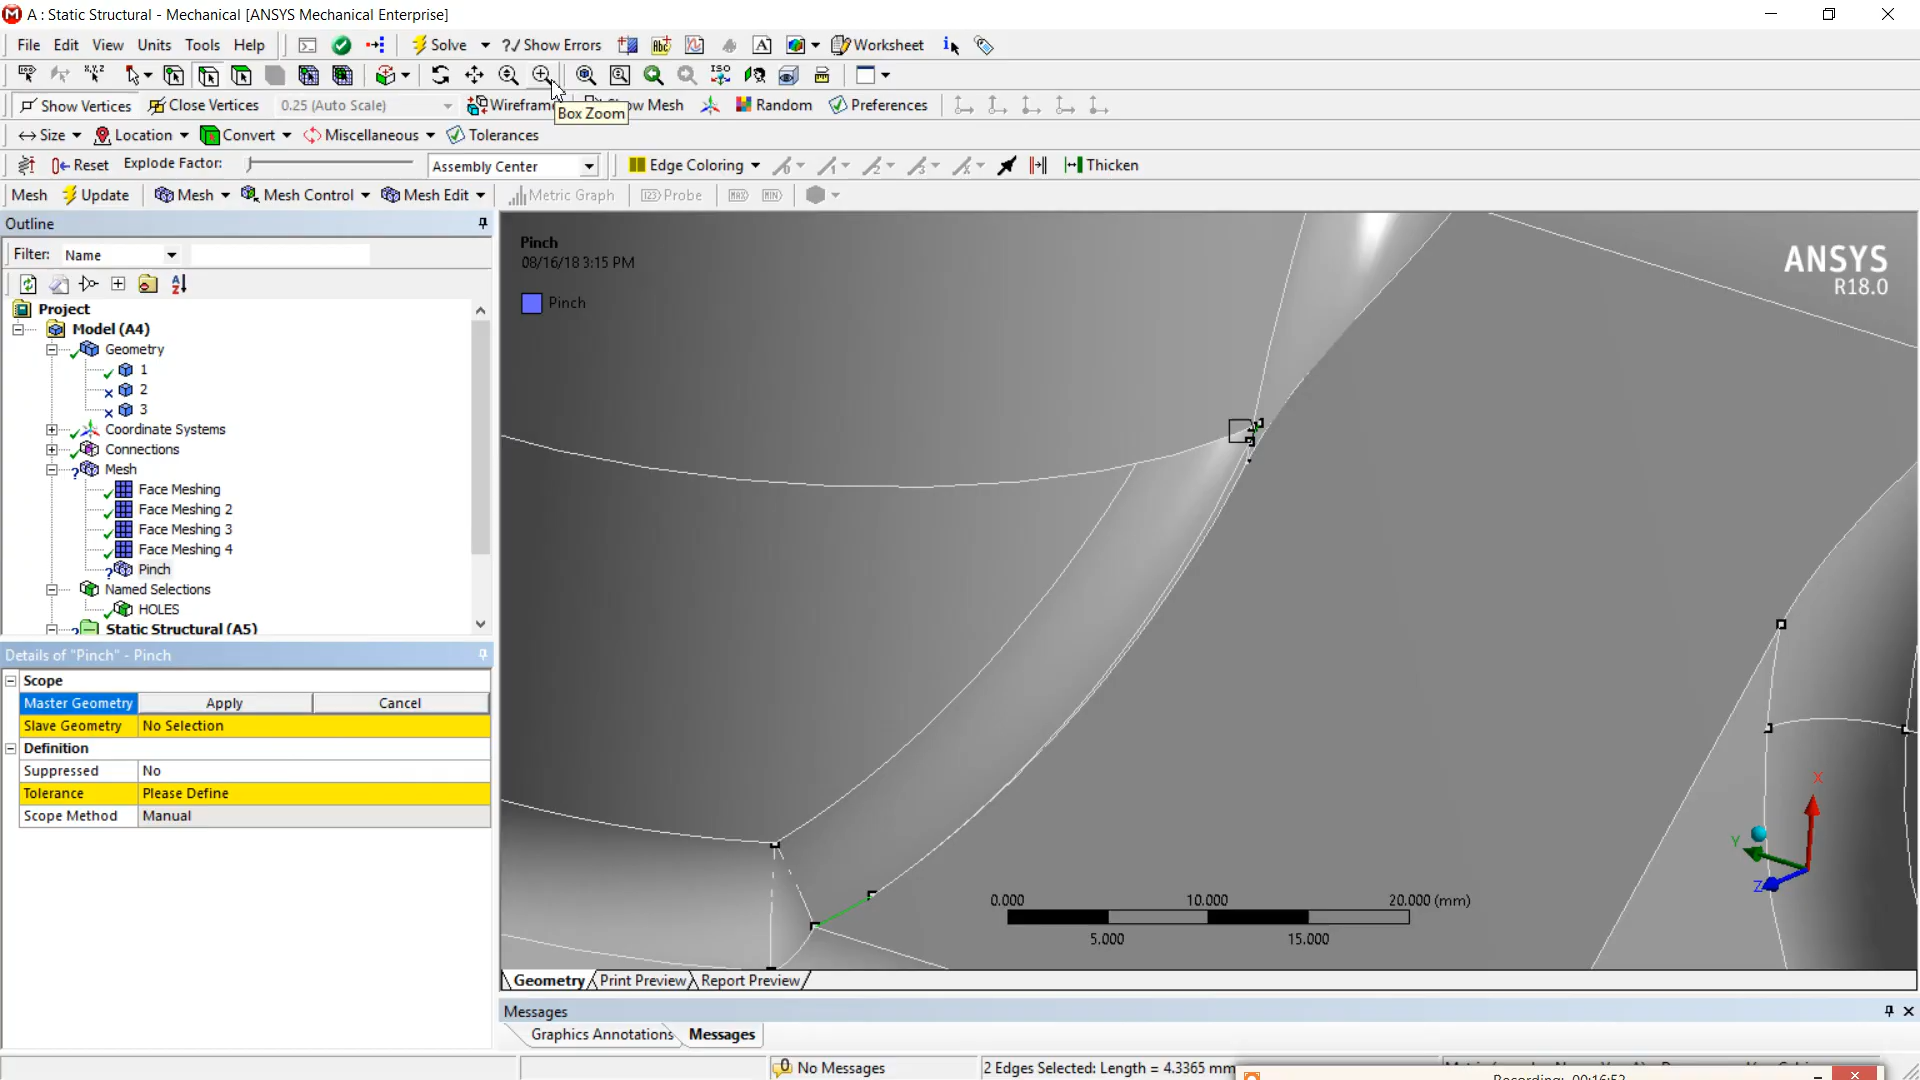 A : Static Structural - Mechanical [ANSYS Mechanical Enterprise]
File Edit View Units Tools Help Solve ?/ Show Errors Worksheet
Show Vertices Close Vertices 0.25 (Auto Scale) Wireframe Show Mesh Random Preferences
Box Zoom
Size Location Convert Miscellaneous Tolerances
Reset Explode Factor: Assembly Center Edge Coloring Thicken
Mesh Update Mesh Mesh Control Mesh Edit Metric Graph Probe
Outline
Filter: Name
Project
Model (A4)
Geometry
1
2
3
Coordinate Systems
Connections
Mesh
Face Meshing
Face Meshing 2
Face Meshing 3
Face Meshing 4
Pinch
Named Selections
HOLES
Static Structural (A5)
Details of "Pinch" - Pinch
Scope
Master Geometry Apply Cancel
Slave Geometry No Selection
Definition
Suppressed No
Tolerance Please Define
Scope Method Manual
Pinch
08/16/18 3:15 PM
Pinch
ANSYS
R18.0
X
Y
Z
0.000 10.000 20.000 (mm)
5.000 15.000
Geometry Print Preview Report Preview
Messages
Graphics Annotations Messages
No Messages 2 Edges Selected: Length = 4.3365 mm
Recording: 00:16:52